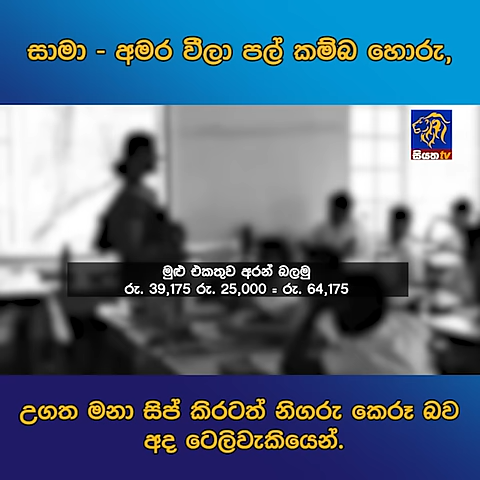 සාමා - අමර වීලා පල් කම්බ හොරු,
සියත tv
මුළු එකතුව අරන් බලමු
රු. 39,175 රු. 25,000 = රු. 64,175
උගත මනා සිප් කිරටත් නිගරු කෙරූ බව
අද ටෙලිවැකියෙන්.